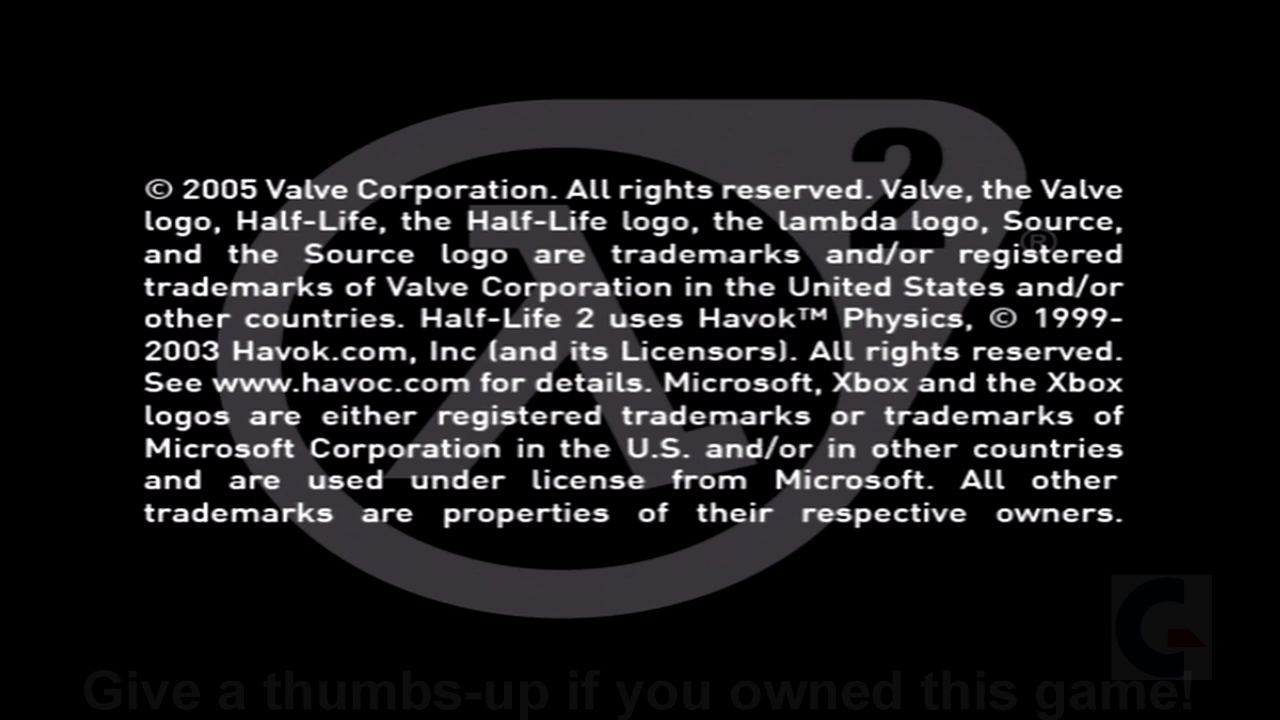 2
© 2005 Valve Corporation. All rights reserved. Valve, the Valve
logo, Half-Life, the Half-Life logo, the lambda logo, Source,
and the Source logo are trademarks and/or registered
®
trademarks of Valve Corporation in the United States and/or
other countries. Half-Life 2 uses Havok™ Physics, © 1999-
2003 Havok.com, Inc (and its Licensors). All rights reserved.
See www.havoc.com for details. Microsoft, Xbox and the Xbox
logos are either registered trademarks or trademarks of
Microsoft Corporation in the U.S. and/or in other countries
and are used under license from Microsoft. All other
trademarks are properties of their respective owners.
Give a thumbs-up if you owned this game!